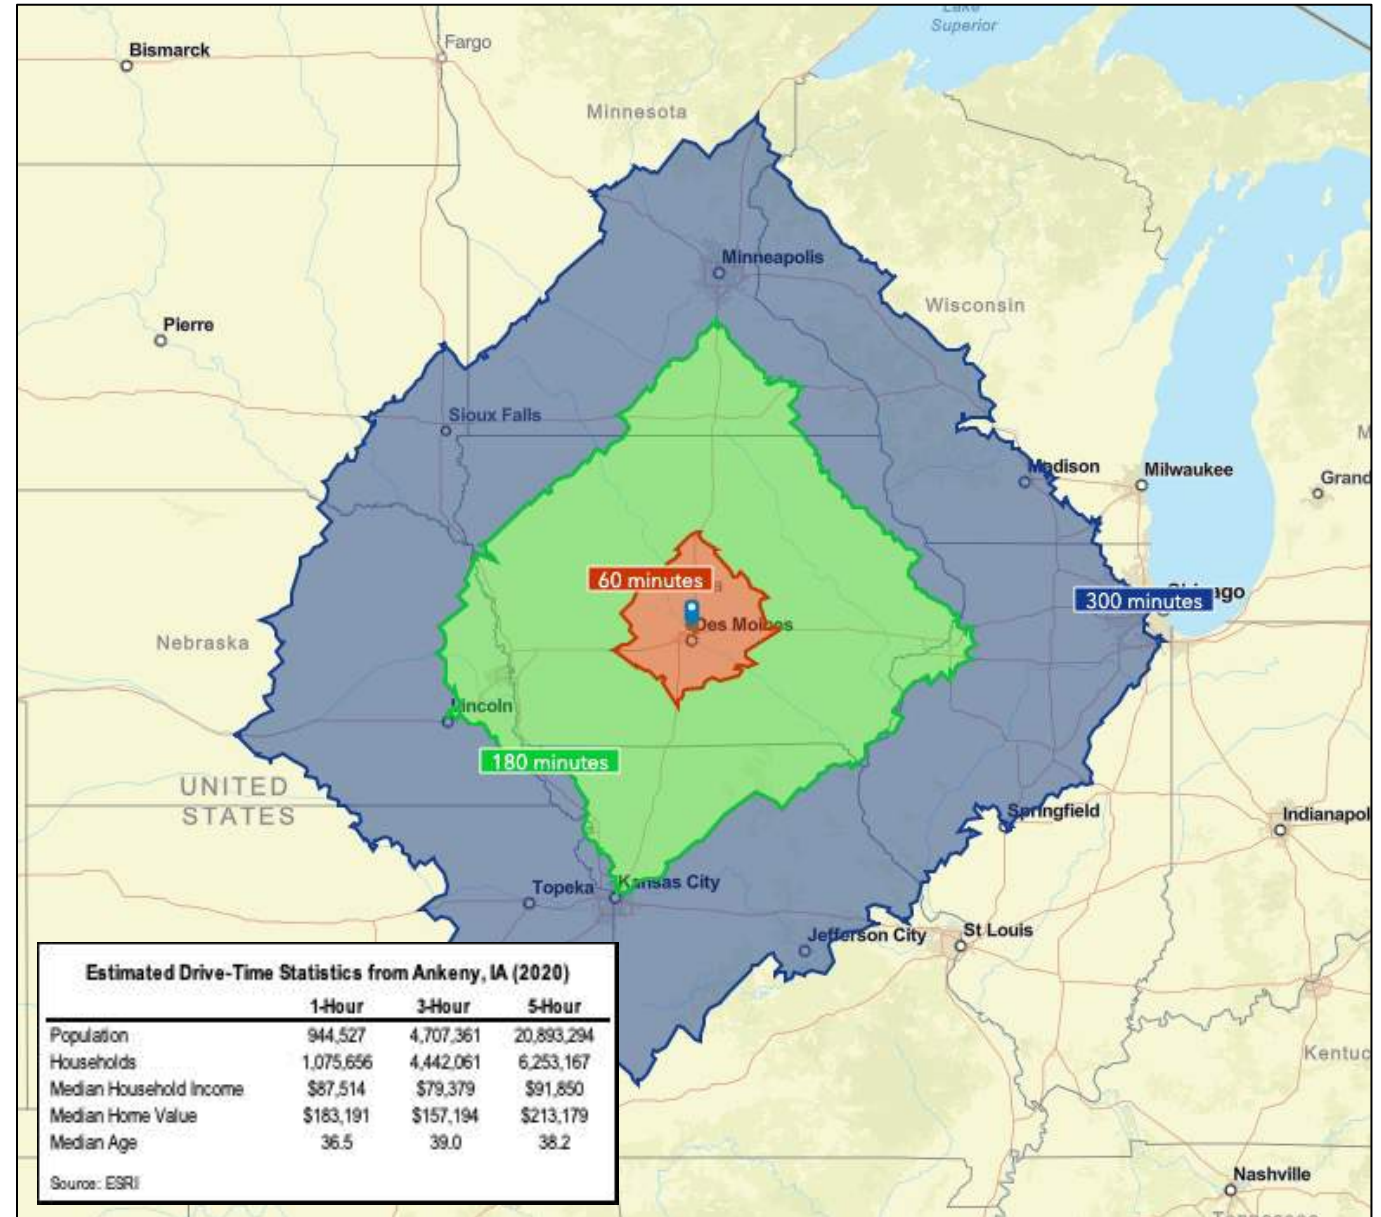 Lake
Superior
Bismarck
Fargo
Minnesota
Minneapolis
Wisconsin
Pierre
Sioux Falls
Madison
Milwaukee
Grand
60 minutes
Des Moines
300 minutes
Nebraska
Lincoln
180 minutes
UNITED
STATES
Springfield
Indianapol
Topeka
Kansas City
Jefferson City
St Louis
Kentuc
Nashville
Estimated Drive-Time Statistics from Ankeny, IA (2020)
1-Hour 3-Hour 5-Hour
Population 944,527 4,707,361 20,893,294
Households 1,075,656 4,442,061 6,253,167
Median Household Income $87,514 $79,379 $91,850
Median Home Value $183,191 $157,194 $213,179
Median Age 36.5 39.0 38.2
Source: ESRI